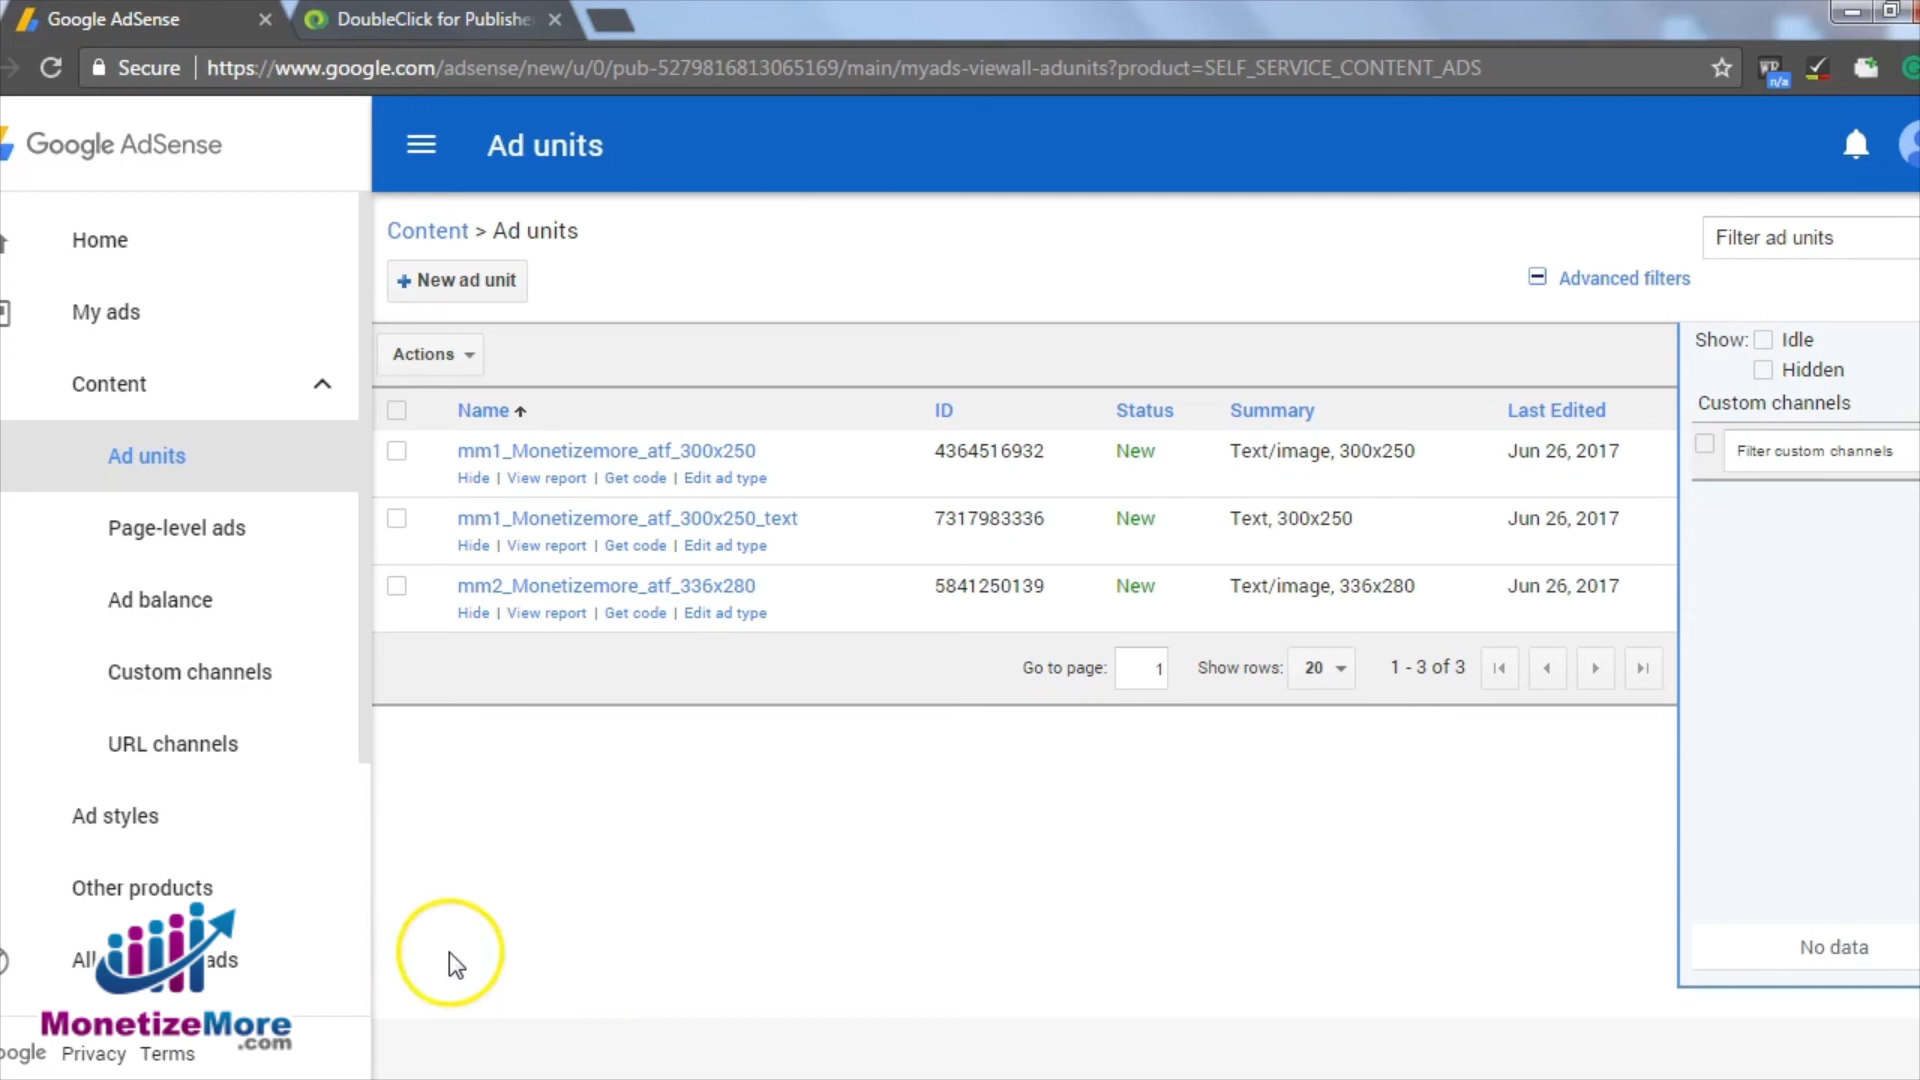 Google AdSense
DoubleClick for Publishe
Secure
https://www.google.com/adsense/new/u/0/pub-5279816813065169/main/myads-viewall-adunits?product=SELF_SERVICE_CONTENT_ADS
n/a
Google AdSense
Ad units
Home
My ads
Content
Ad units
Page-level ads
Ad balance
Custom channels
URL channels
Ad styles
Other products
All
ads
MonetizeMore
.com
oogle Privacy Terms
Content > Ad units
+ New ad unit
Filter ad units
Advanced filters
Actions
Name ID Status Summary Last Edited
mm1_Monetizemore_atf_300x250 4364516932 New Text/image, 300x250 Jun 26, 2017
Hide | View report | Get code | Edit ad type
mm1_Monetizemore_atf_300x250_text 7317983336 New Text, 300x250 Jun 26, 2017
Hide | View report | Get code | Edit ad type
mm2_Monetizemore_atf_336x280 5841250139 New Text/image, 336x280 Jun 26, 2017
Hide | View report | Get code | Edit ad type
Go to page: 1 Show rows: 20 1 - 3 of 3
Show: Idle
Hidden
Custom channels
Filter custom channels
No data